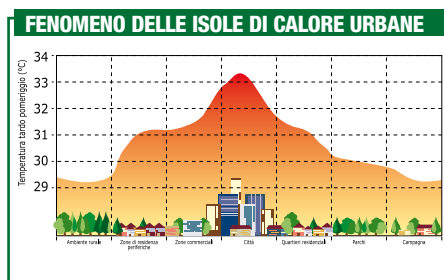 FENOMENO DELLE ISOLE DI CALORE URBANE
Temperatura tardo pomeriggio (°C)
34
33
32
31
30
29
Ambiente rurale
Zone di residenza
periferiche
Zone commerciali
Città
Quartieri residenziali
Parchi
Campagna